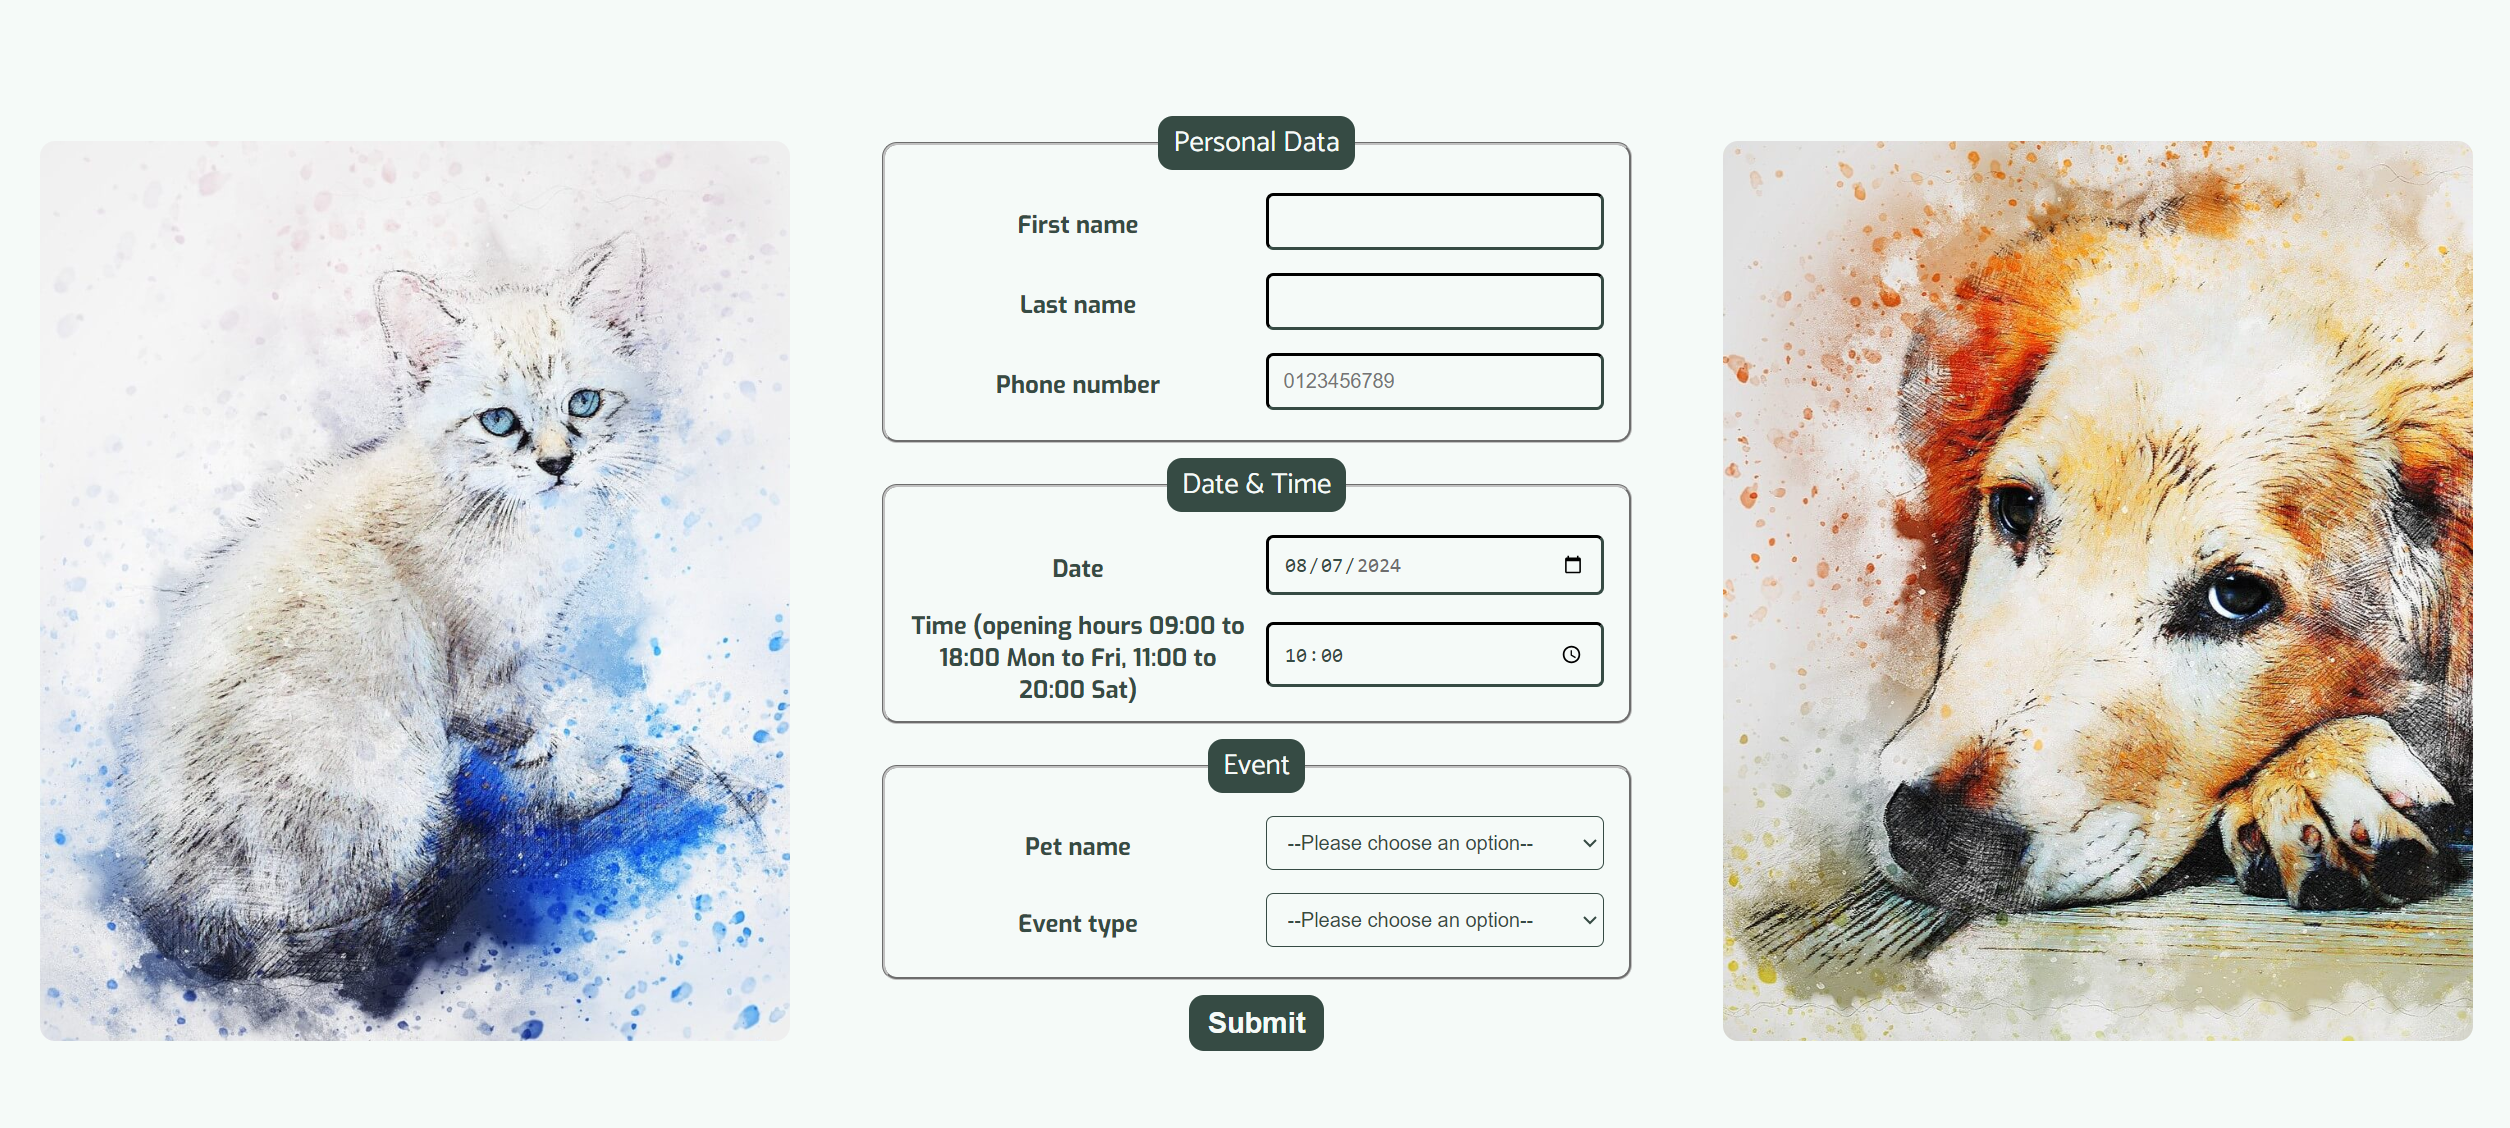 Personal Data
First name
Last name
Phone number 0123456789
Date & Time
Date 08/07/2024
Time (opening hours 09:00 to
18:00 Mon to Fri, 11:00 to
20:00 Sat)
10:00
Event
Pet name --Please choose an option--
Event type --Please choose an option--
Submit